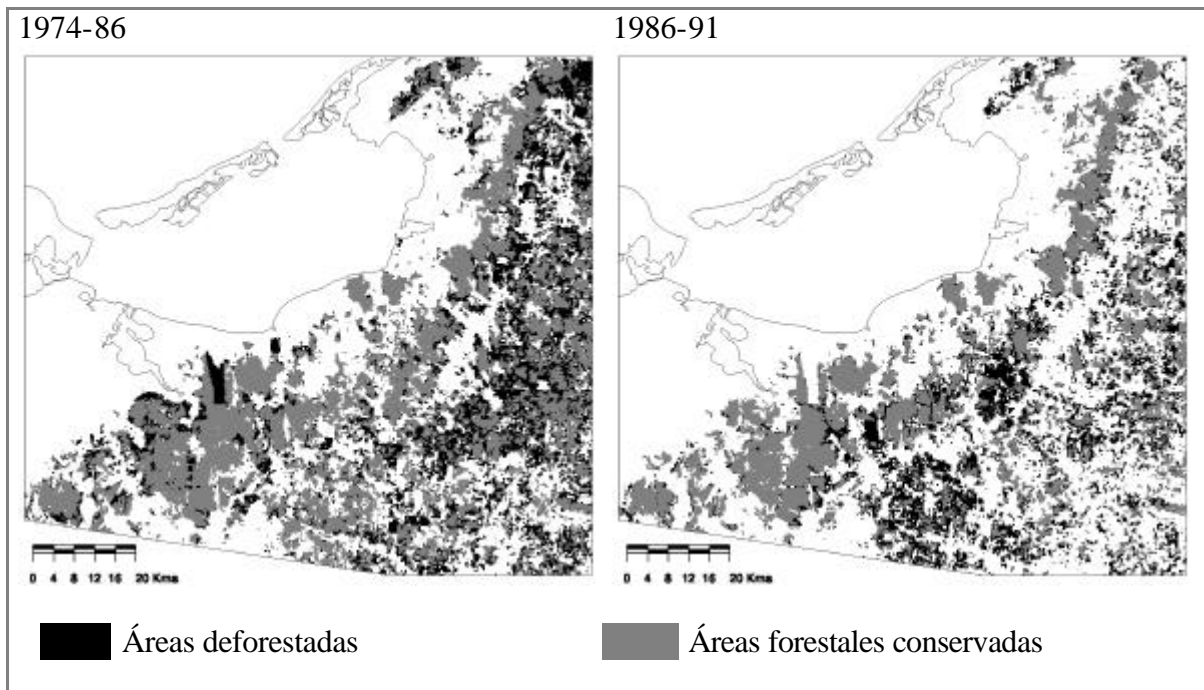 1974-86
1986-91
0 4 8 12 16 20 Kms
0 4 8 12 16 20 Kms
Áreas deforestadas
Áreas forestales conservadas